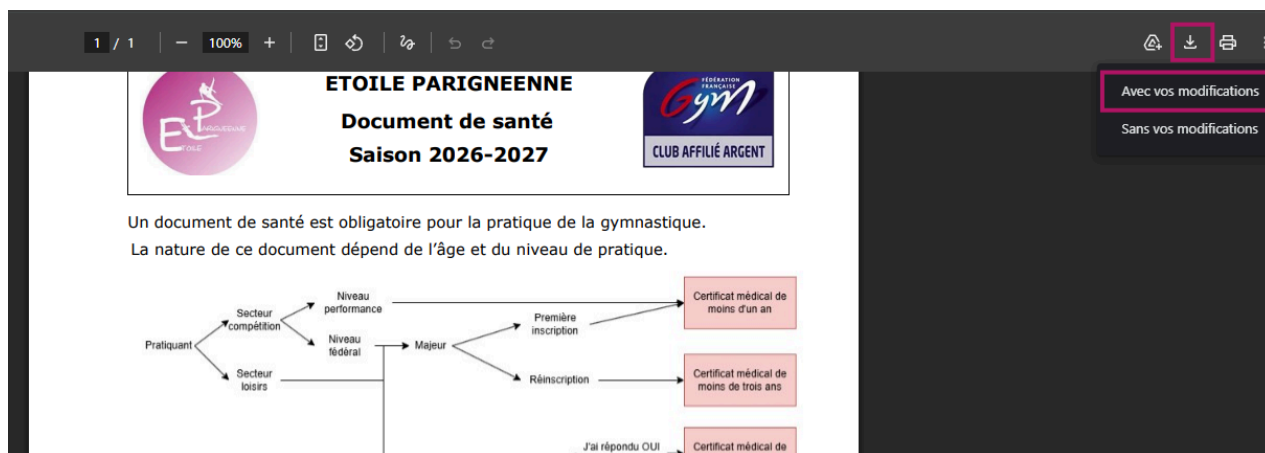 1 / 1
100%
Avec vos modifications
Sans vos modifications
ETOILE PARIGNEENNE
Document de santé
Saison 2026-2027
ETOILE
PARIGNEENNE
FÉDÉRATION
FRANÇAISE
Gym
CLUB AFFILIÉ ARGENT
Un document de santé est obligatoire pour la pratique de la gymnastique.
La nature de ce document dépend de l'âge et du niveau de pratique.
Pratiquant
Secteur
compétition
Secteur
loisirs
Niveau
performance
Niveau
fédéral
Majeur
Première
inscription
Réinscription
Certificat médical de
moins d'un an
Certificat médical de
moins de trois ans
J'ai répondu OUI
Certificat médical de